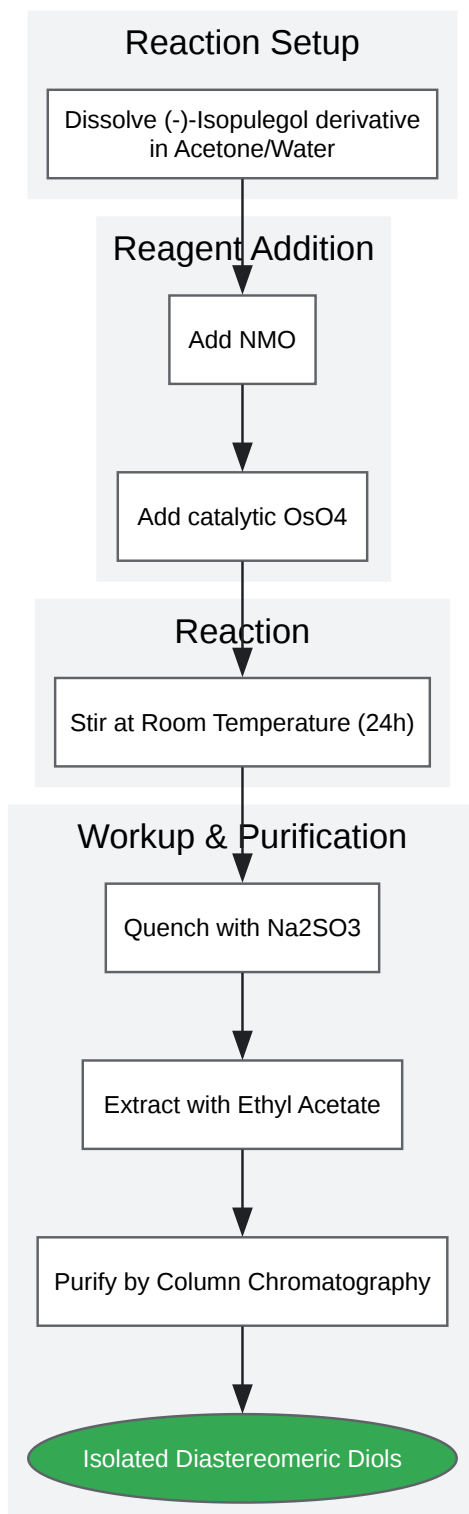 Reaction Setup
Dissolve (-)-Isopulegol derivative
in Acetone/Water
Reagent Addition
Add NMO
Add catalytic OsO4
Reaction
Stir at Room Temperature (24h)
Workup & Purification
Quench with Na2SO3
Extract with Ethyl Acetate
Purify by Column Chromatography
Isolated Diastereomeric Diols